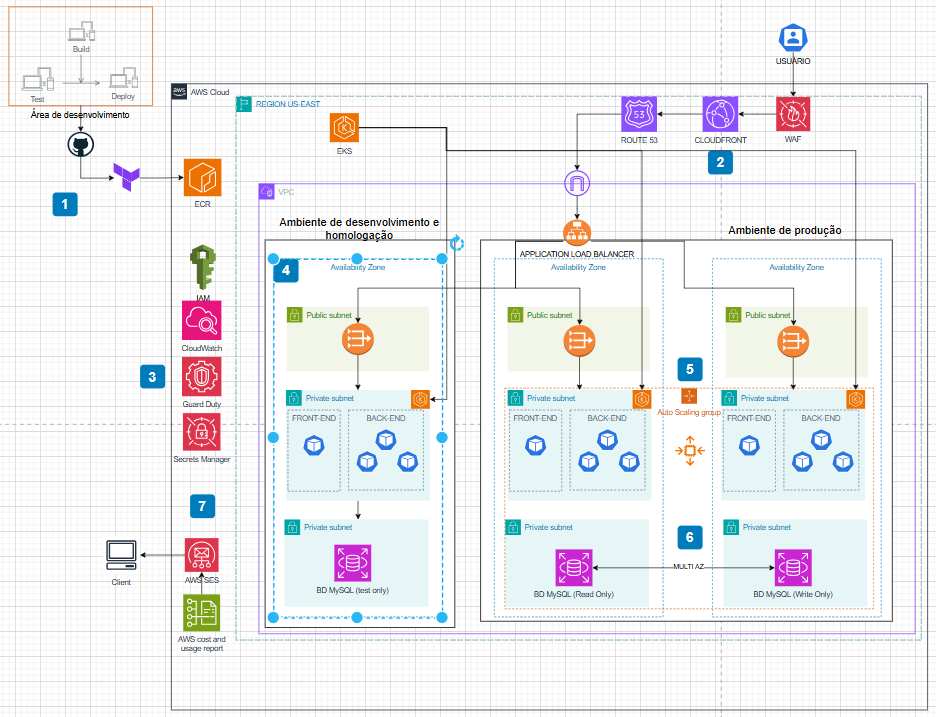 Build
Test
Deploy
Área de desenvolvimento
USUÁRIO
aws
AWS Cloud
REGION US-EAST
53
EKS
ROUTE 53
CLOUDFRONT
WAF
2
1
ECR
VPC
Ambiente de desenvolvimento e
homologação
Ambiente de produção
APPLICATION LOAD BALANCER
4
Availability Zone
Availability Zone
Availability Zone
IAM
Public subnet
Public subnet
Public subnet
CloudWatch
3
5
Guard Duty
Private subnet
Private subnet
Private subnet
Auto Scaling group
FRONT-END
BACK-END
FRONT-END
BACK-END
FRONT-END
BACK-END
Secrets Manager
7
Private subnet
Private subnet
Private subnet
6
MULTI AZ
Client
AWS SES
BD MySQL (test only)
BD MySQL (Read Only)
BD MySQL (Write Only)
AWS cost and
usage report